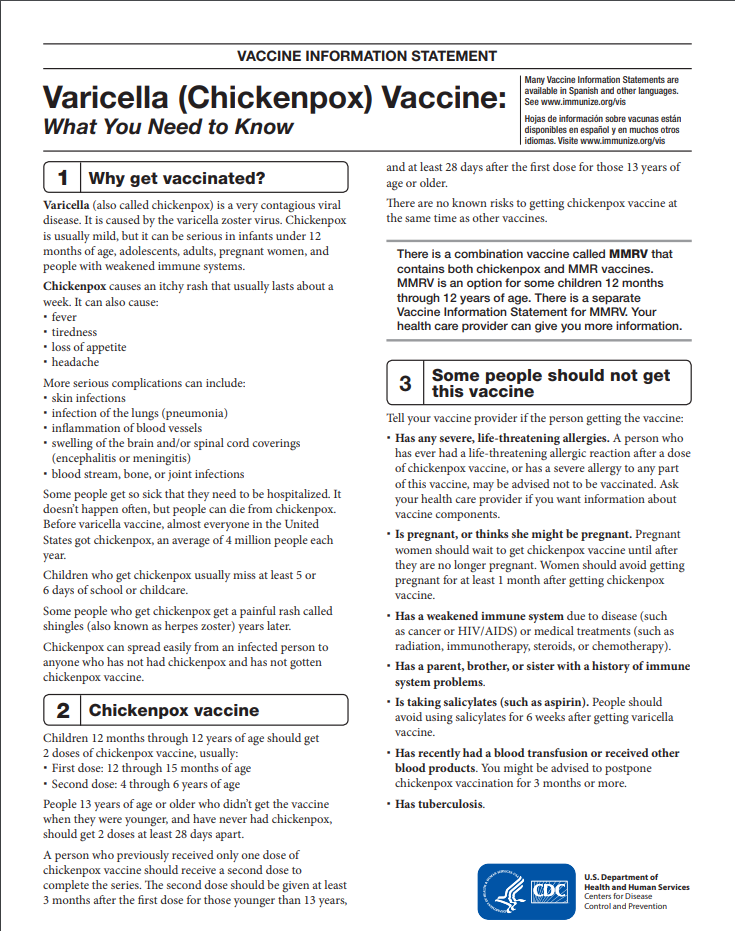 VACCINE INFORMATION STATEMENT
Varicella (Chickenpox) Vaccine:
What You Need to Know
Many Vaccine Information Statements are
available in Spanish and other languages.
See www.immunize.org/vis
Hojas de información sobre vacunas están
disponibles en español y en muchos otros
idiomas. Visite www.immunize.org/vis
1 Why get vaccinated?
Varicella (also called chickenpox) is a very contagious viral
disease. It is caused by the varicella zoster virus. Chickenpox
is usually mild, but it can be serious in infants under 12
months of age, adolescents, adults, pregnant women, and
people with weakened immune systems.
Chickenpox causes an itchy rash that usually lasts about a
week. It can also cause:
• fever
• tiredness
• loss of appetite
• headache
More serious complications can include:
• skin infections
• infection of the lungs (pneumonia)
• inflammation of blood vessels
• swelling of the brain and/or spinal cord coverings
(encephalitis or meningitis)
• blood stream, bone, or joint infections
Some people get so sick that they need to be hospitalized. It
doesn't happen often, but people can die from chickenpox.
Before varicella vaccine, almost everyone in the United
States got chickenpox, an average of 4 million people each
year.
Children who get chickenpox usually miss at least 5 or
6 days of school or childcare.
Some people who get chickenpox get a painful rash called
shingles (also known as herpes zoster) years later.
Chickenpox can spread easily from an infected person to
anyone who has not had chickenpox and has not gotten
chickenpox vaccine.
2 Chickenpox vaccine
Children 12 months through 12 years of age should get
2 doses of chickenpox vaccine, usually:
• First dose: 12 through 15 months of age
• Second dose: 4 through 6 years of age
People 13 years of age or older who didn't get the vaccine
when they were younger, and have never had chickenpox,
should get 2 doses at least 28 days apart.
A person who previously received only one dose of
chickenpox vaccine should receive a second dose to
complete the series. The second dose should be given at least
3 months after the first dose for those younger than 13 years,
and at least 28 days after the first dose for those 13 years of
age or older.
There are no known risks to getting chickenpox vaccine at
the same time as other vaccines.
There is a combination vaccine called MMRV that
contains both chickenpox and MMR vaccines.
MMRV is an option for some children 12 months
through 12 years of age. There is a separate
Vaccine Information Statement for MMRV. Your
health care provider can give you more information.
3 Some people should not get
this vaccine
Tell your vaccine provider if the person getting the vaccine:
• Has any severe, life-threatening allergies. A person who
has ever had a life-threatening allergic reaction after a dose
of chickenpox vaccine, or has a severe allergy to any part
of this vaccine, may be advised not to be vaccinated. Ask
your health care provider if you want information about
vaccine components.
• Is pregnant, or thinks she might be pregnant. Pregnant
women should wait to get chickenpox vaccine until after
they are no longer pregnant. Women should avoid getting
pregnant for at least 1 month after getting chickenpox
vaccine.
• Has a weakened immune system due to disease (such
as cancer or HIV/AIDS) or medical treatments (such as
radiation, immunotherapy, steroids, or chemotherapy).
• Has a parent, brother, or sister with a history of immune
system problems.
• Is taking salicylates (such as aspirin). People should
avoid using salicylates for 6 weeks after getting varicella
vaccine.
• Has recently had a blood transfusion or received other
blood products. You might be advised to postpone
chickenpox vaccination for 3 months or more.
• Has tuberculosis.
CDC
U.S. Department of
Health and Human Services
Centers for Disease
Control and Prevention